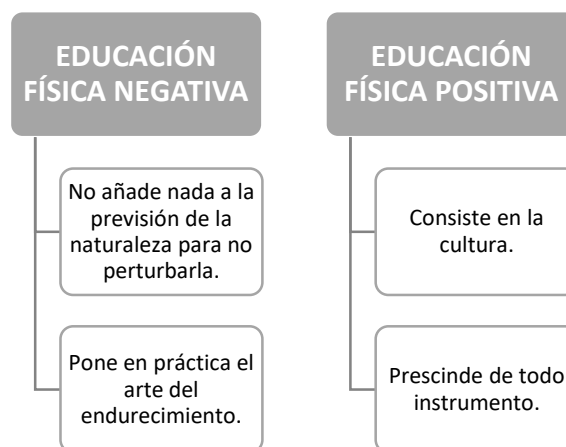 EDUCACIÓN
FÍSICA NEGATIVA
No añade nada a la
previsión de la
naturaleza para no
perturbarla.
Pone en práctica el
arte del
endurecimiento.
EDUCACIÓN
FÍSICA POSITIVA
Consiste en la
cultura.
Prescinde de todo
instrumento.